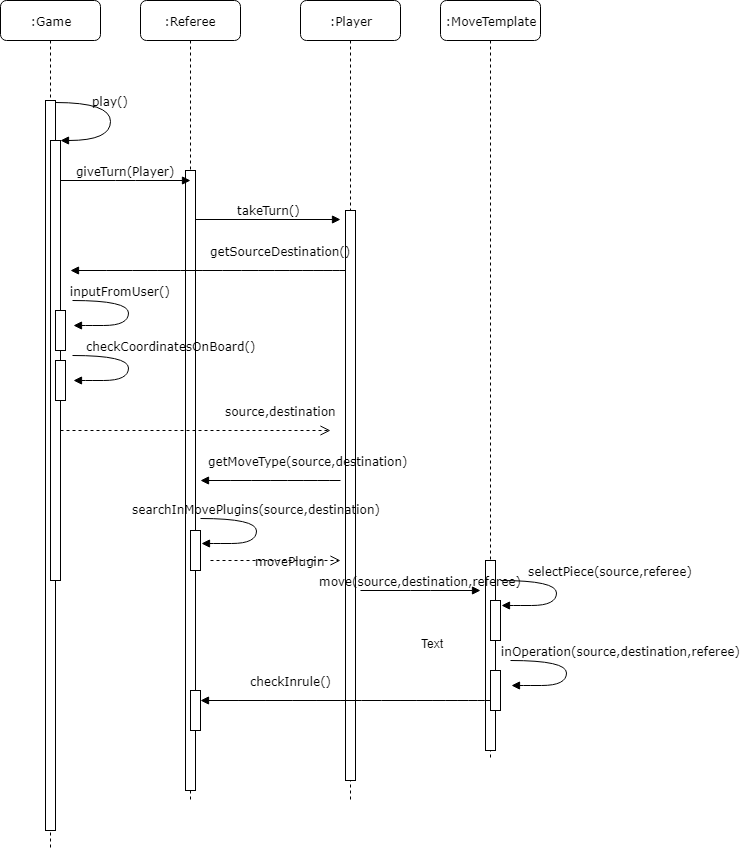 :Game
:Referee
:Player
:MoveTemplate
play()
giveTurn(Player)
takeTurn()
getSourceDestination()
inputFromUser()
checkCoordinatesOnBoard()
source,destination
getMoveType(source,destination)
searchInMovePlugins(source,destination)
movePlugin
selectPiece(source,referee)
move(source,destination,referee)
Text
inOperation(source,destination,referee)
checkInrule()